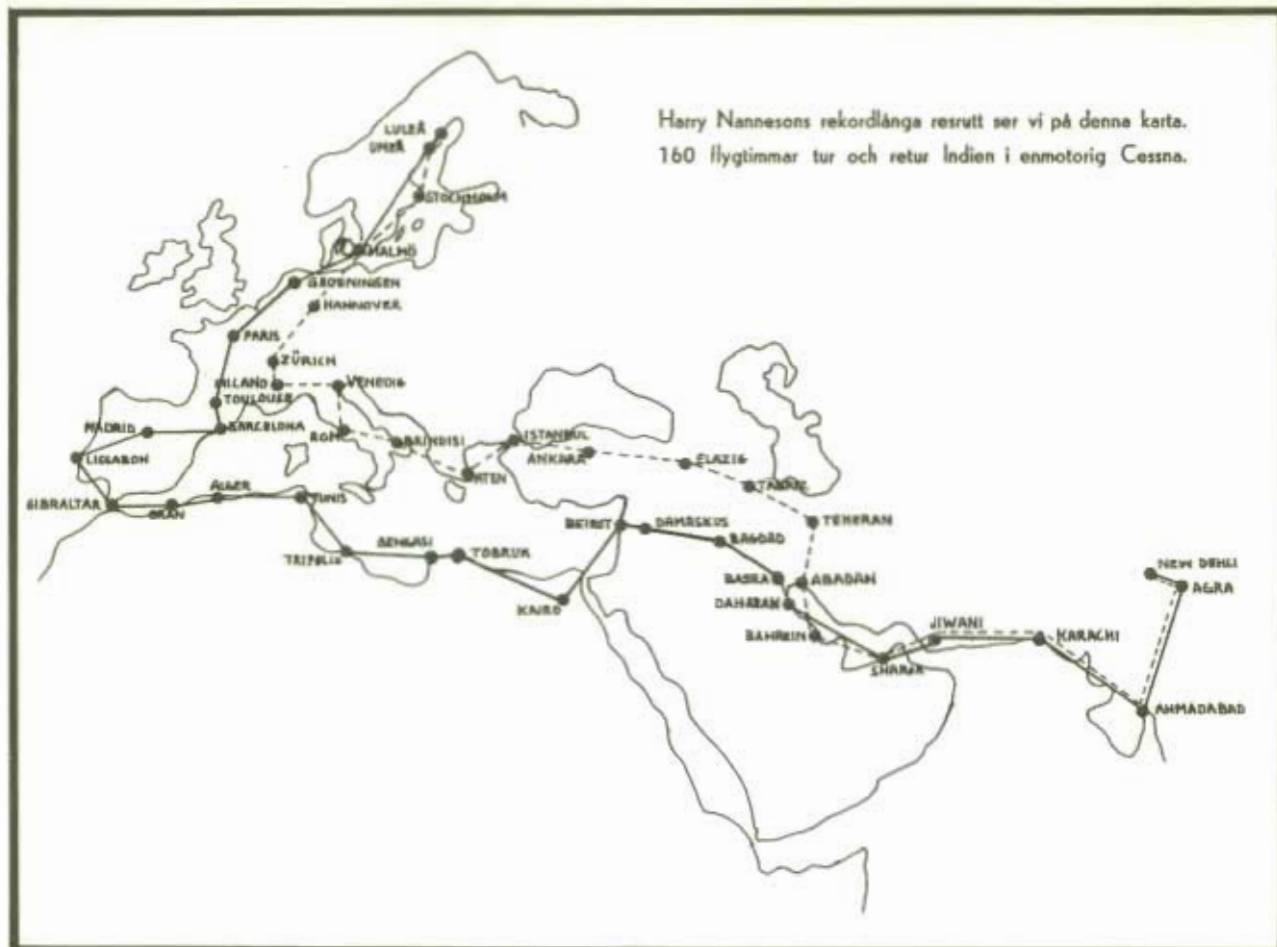 Harry Nannesons rekordlånga resrutt ser vi på denna karta.
160 flygtimmar tur och retur Indien i enmotorig Cessna.
LULEÅ
UMEÅ
STOCKHOLM
MALMÖ
GROENINGEN
HANNOVER
PARIS
ZÜRICH
MILANO
VENEDIG
TOULOUSE
MADRID
BARCELONA
ROM
BRINDISI
ISTANBUL
ANKARA
ELAZIG
LISSABON
ATEN
TABRIZ
GIBRALTAR
ORAN
ALGER
TUNIS
TEHERAN
BEIRUT
DAMASKUS
BAGDAD
TRIPOLIS
BENGASI
TOBRUK
KAIRO
BASRA
ABADAN
NEW DEHLI
AGRA
DAHARAN
BAHREIN
SHARJA
JIWANI
KARACHI
AHMADABAD